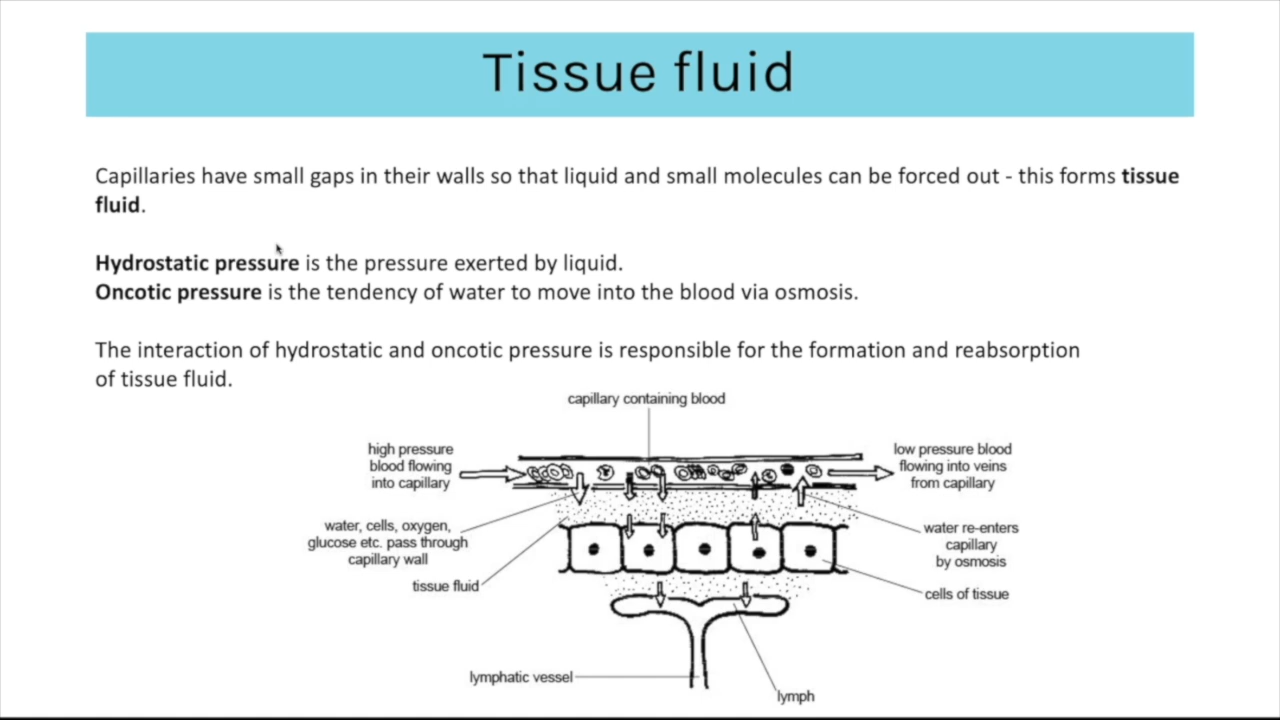 Tissue fluid
Capillaries have small gaps in their walls so that liquid and small molecules can be forced out - this forms tissue
fluid.
Hydrostatic pressure is the pressure exerted by liquid.
Oncotic pressure is the tendency of water to move into the blood via osmosis.
The interaction of hydrostatic and oncotic pressure is responsible for the formation and reabsorption
of tissue fluid.
capillary containing blood
high pressure
blood flowing
into capillary
low pressure blood
flowing into veins
from capillary
water, cells, oxygen,
glucose etc. pass through
capillary wall
water re-enters
capillary
by osmosis
tissue fluid
cells of tissue
lymphatic vessel
lymph